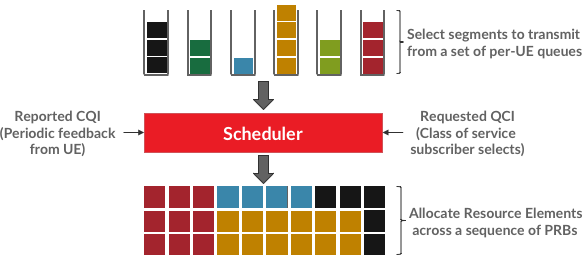 Select segments to transmit
from a set of per-UE queues
Reported CQI
(Periodic feedback
from UE)
Scheduler
Requested QCI
(Class of service
subscriber selects)
Allocate Resource Elements
across a sequence of PRBs